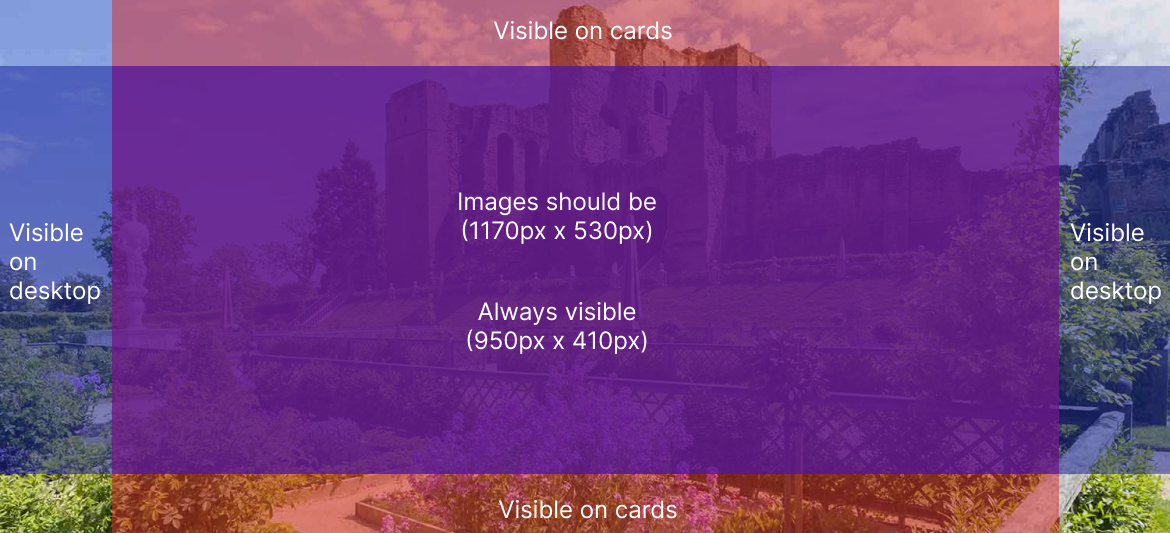 Visible on cards
Images should be
(1170px x 530px)
Visible
on
desktop
Visible
on
desktop
Always visible
(950px x 410px)
Visible on cards